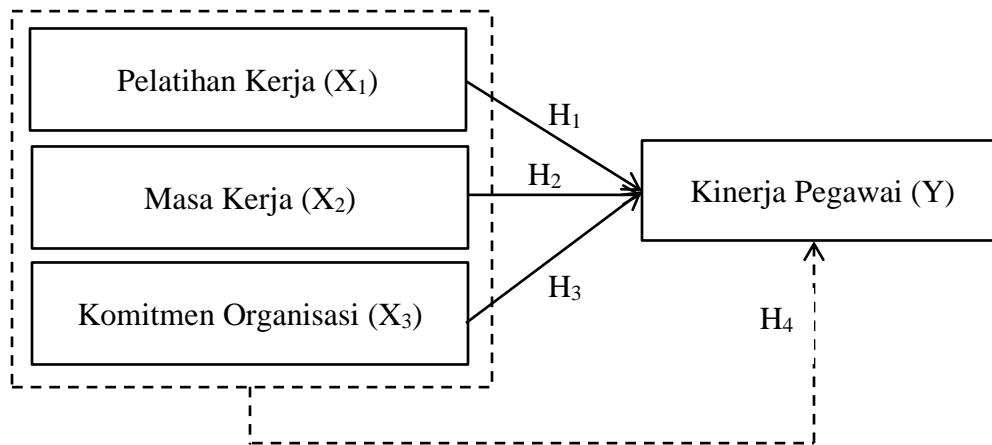 Pelatihan Kerja (X₁)
H₁
Masa Kerja (X₂)
H₂
Kinerja Pegawai (Y)
Komitmen Organisasi (X₃)
H₃
H₄